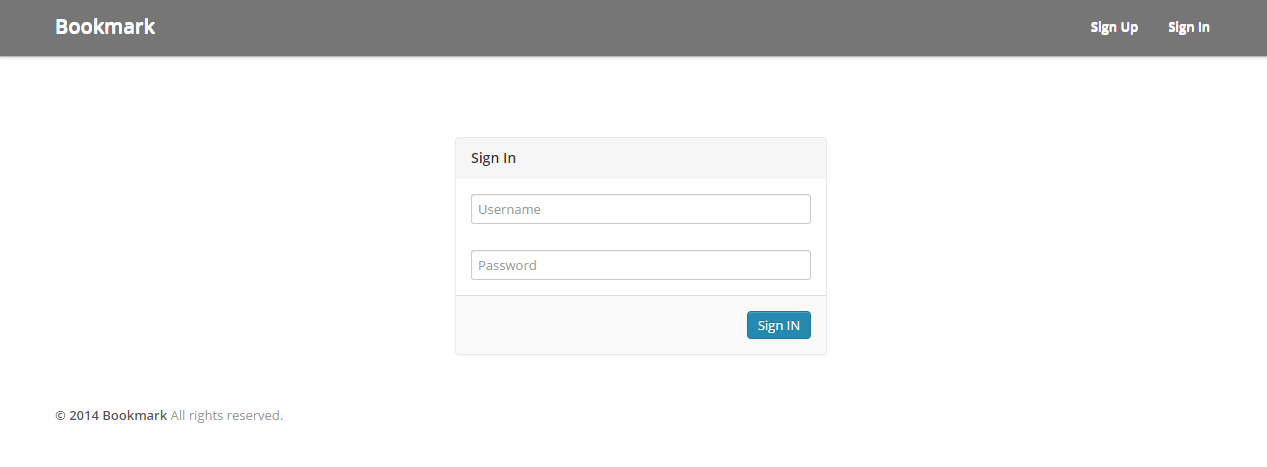 Bookmark
Sign Up
Sign In
Sign In
Username
Password
Sign IN
© 2014 Bookmark All rights reserved.